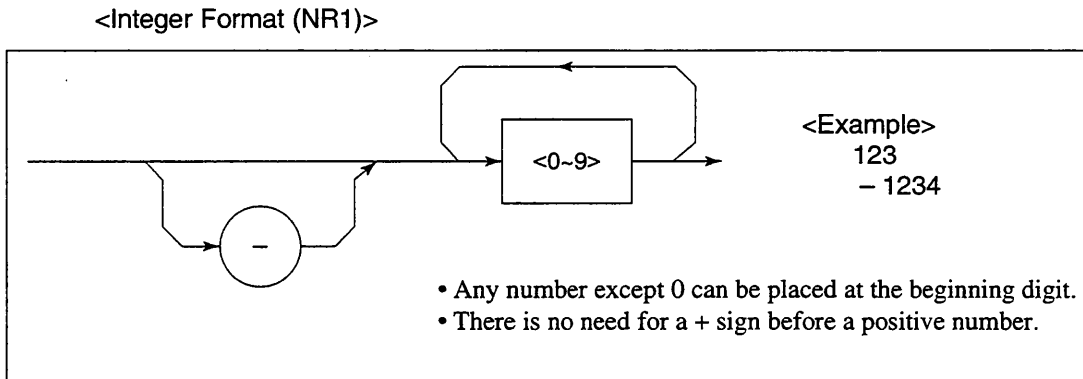 <Integer Format (NR1)>
<0~9>
–
<Example>
123
– 1234
• Any number except 0 can be placed at the beginning digit.
• There is no need for a + sign before a positive number.